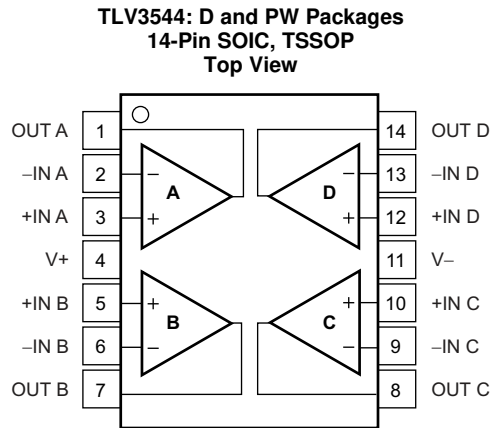 TLV3544: D and PW Packages
14-Pin SOIC, TSSOP
Top View
OUT A 1 14 OUT D
−IN A 2 − A D − 13 −IN D
+IN A 3 + + 12 +IN D
V+ 4 11 V−
+IN B 5 + B C + 10 +IN C
−IN B 6 − − 9 −IN C
OUT B 7 8 OUT C